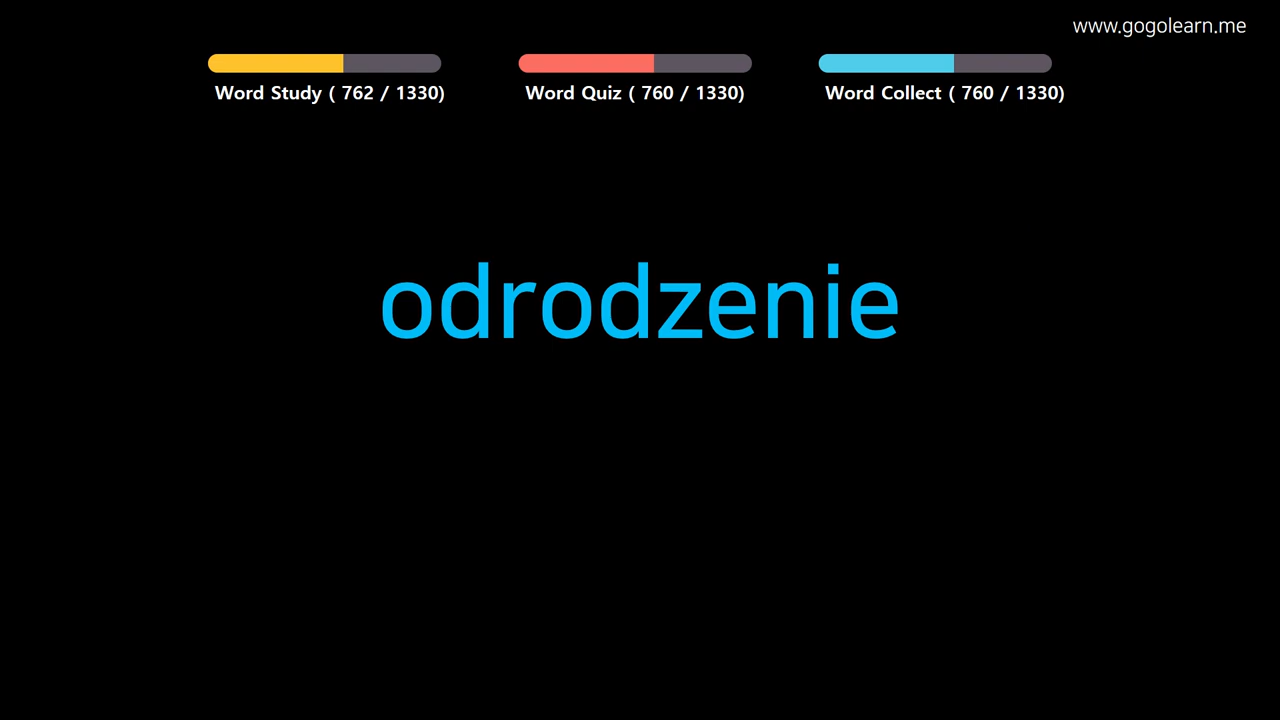 www.gogolearn.me
Word Study ( 762 / 1330)
Word Quiz ( 760 / 1330)
Word Collect ( 760 / 1330)
odrodzenie